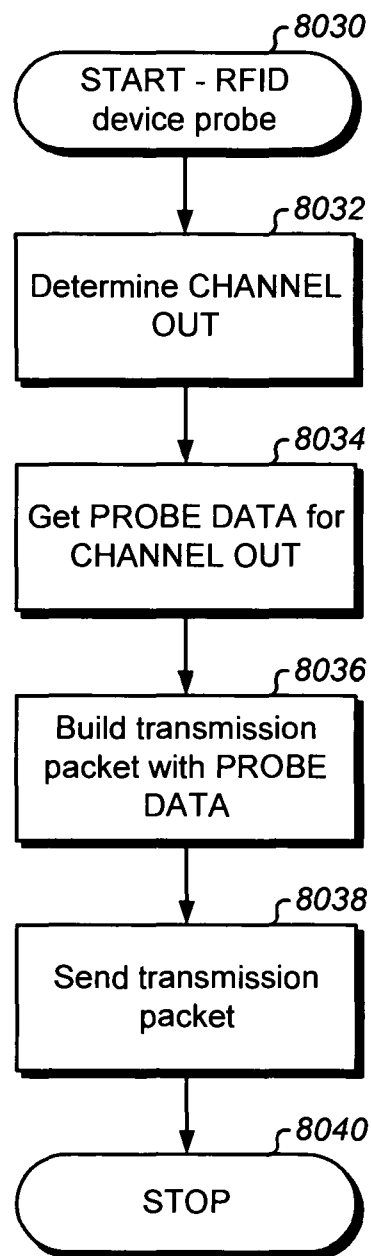 8030
START - RFID
device probe
8032
Determine CHANNEL
OUT
8034
Get PROBE DATA for
CHANNEL OUT
8036
Build transmission
packet with PROBE
DATA
8038
Send transmission
packet
8040
STOP